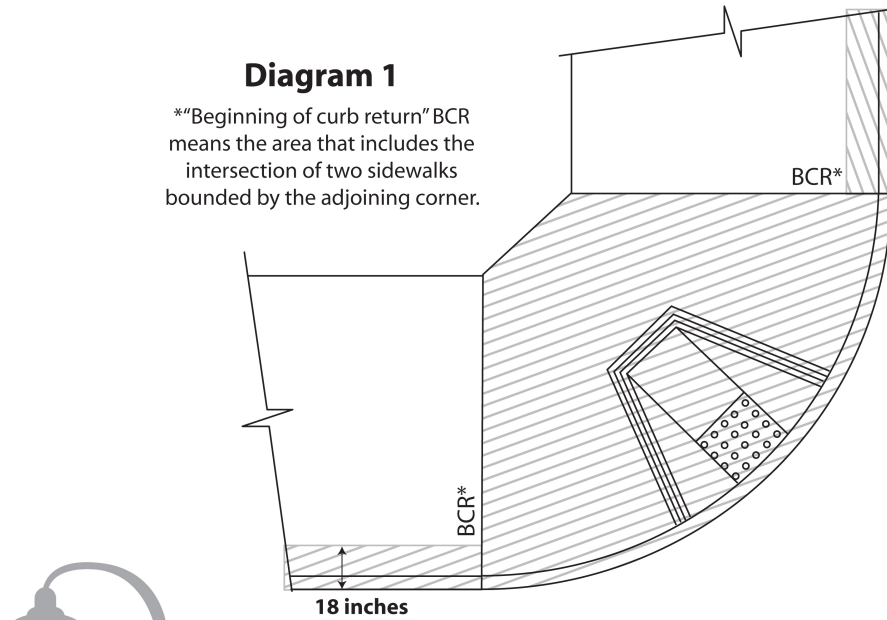 Diagram 1
*“Beginning of curb return” BCR
means the area that includes the
intersection of two sidewalks
bounded by the adjoining corner.
BCR*
BCR*
18 inches